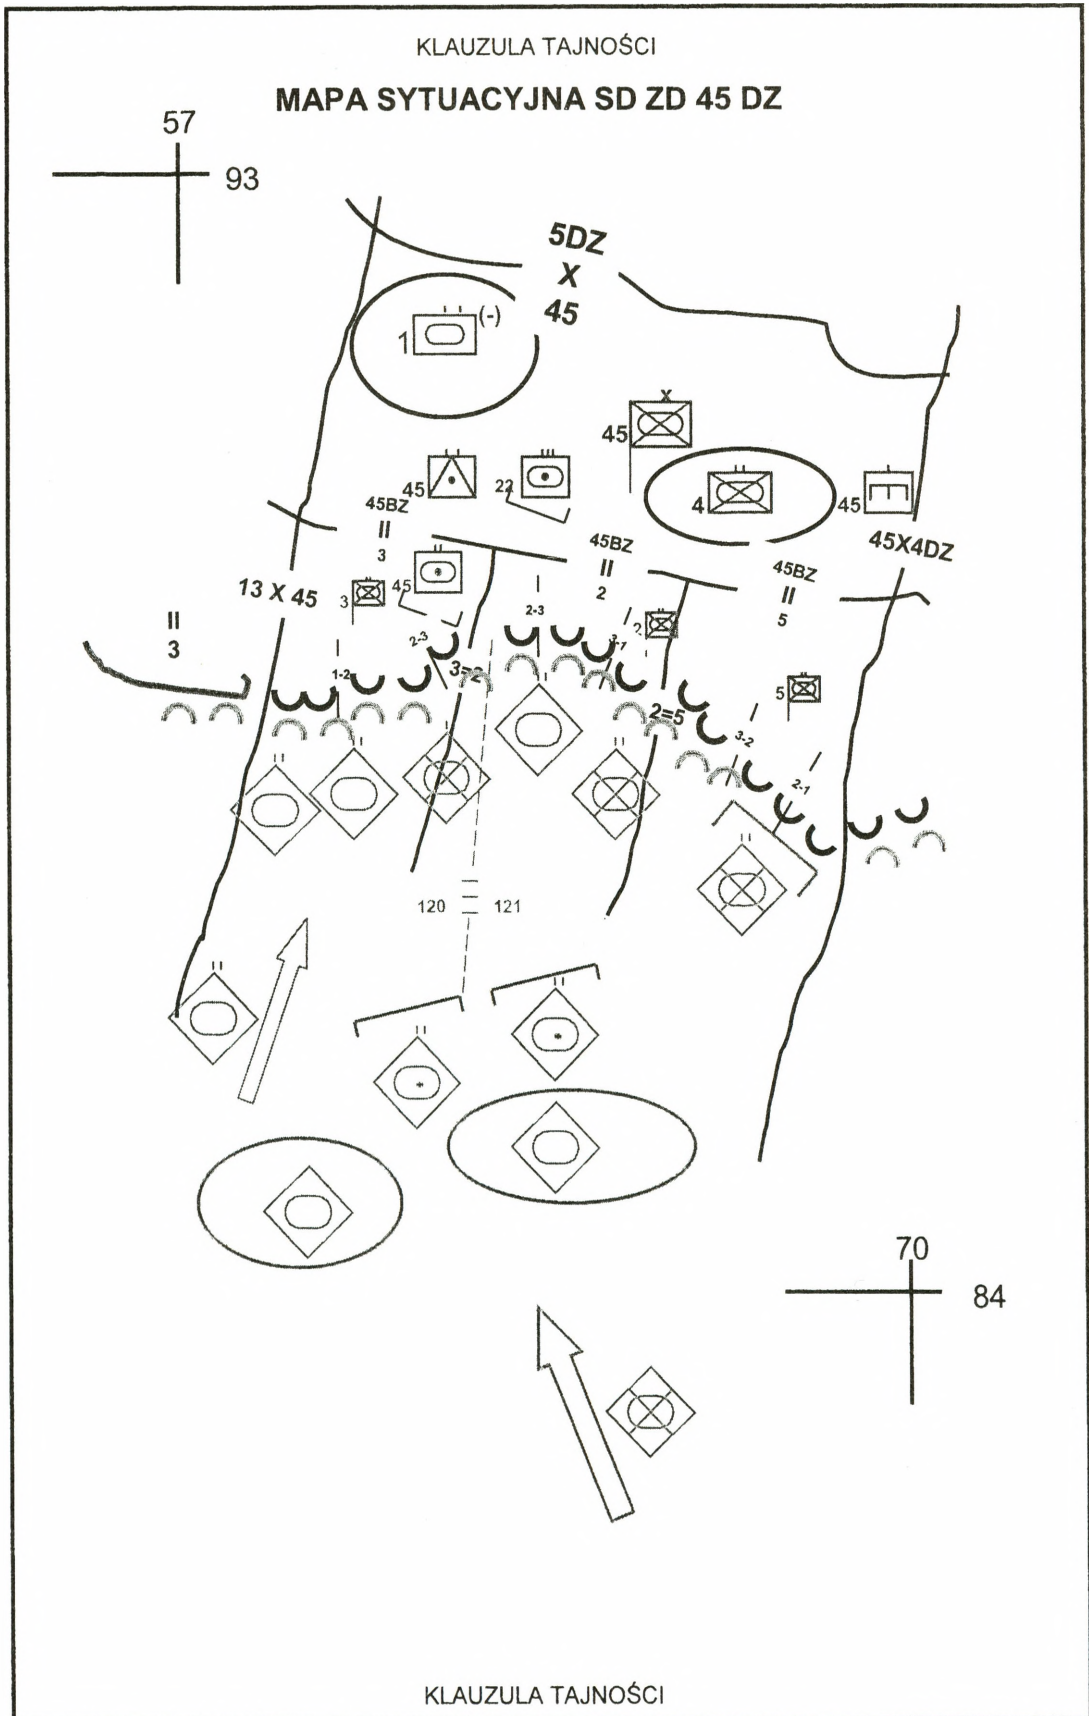 KLAUZULA TAJNOŚCI
MAPA SYTUACYJNA SD ZD 45 DZ
57
93
5DZ
X
45
1
(-)
X
45
45
22
4
45
45BZ
II
3
45BZ
II
2
45BZ
II
5
45X4DZ
13 X 45
II
3
3
45
2-3
2-3
3-1
2
1-2
3=2
5
2=5
3-2
2-1
120
121
70
84
KLAUZULA TAJNOŚCI